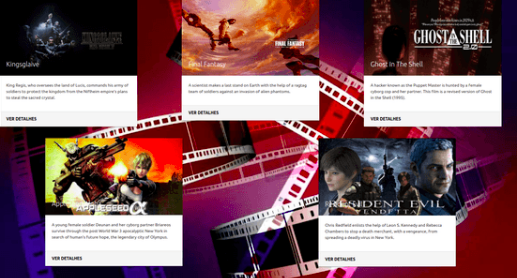 Kingsglaive
FINAL FANTASY
Final Fantasy
GHOST IN THE SHELL
2.0
Ghost In The Shell
King Regis, who oversees the land of Lucis, commands his army of
soldiers to protect the kingdom from the Niflheim empire's plans
to steal the sacred crystal.
A scientist makes a last stand on Earth with the help of a ragtag
team of soldiers against an invasion of alien phantoms.
A hacker known as the Puppet Master is hunted by a female
cyborg cop and her partner. This film is a revised version of Ghost
in the Shell (1995).
VER DETALHES
VER DETALHES
VER DETALHES
APPLESEED
RESIDENT EVIL
VENDETTA
A young female soldier Deunan and her cyborg partner Briareos
survive through the post World War 3 apocalyptic New York in
search of human's future hope, the legendary city of Olympus.
Chris Redfield enlists the help of Leon S. Kennedy and Rebecca
Chambers to stop a death merchant, with a vengeance, from
spreading a deadly virus in New York.
VER DETALHES
VER DETALHES